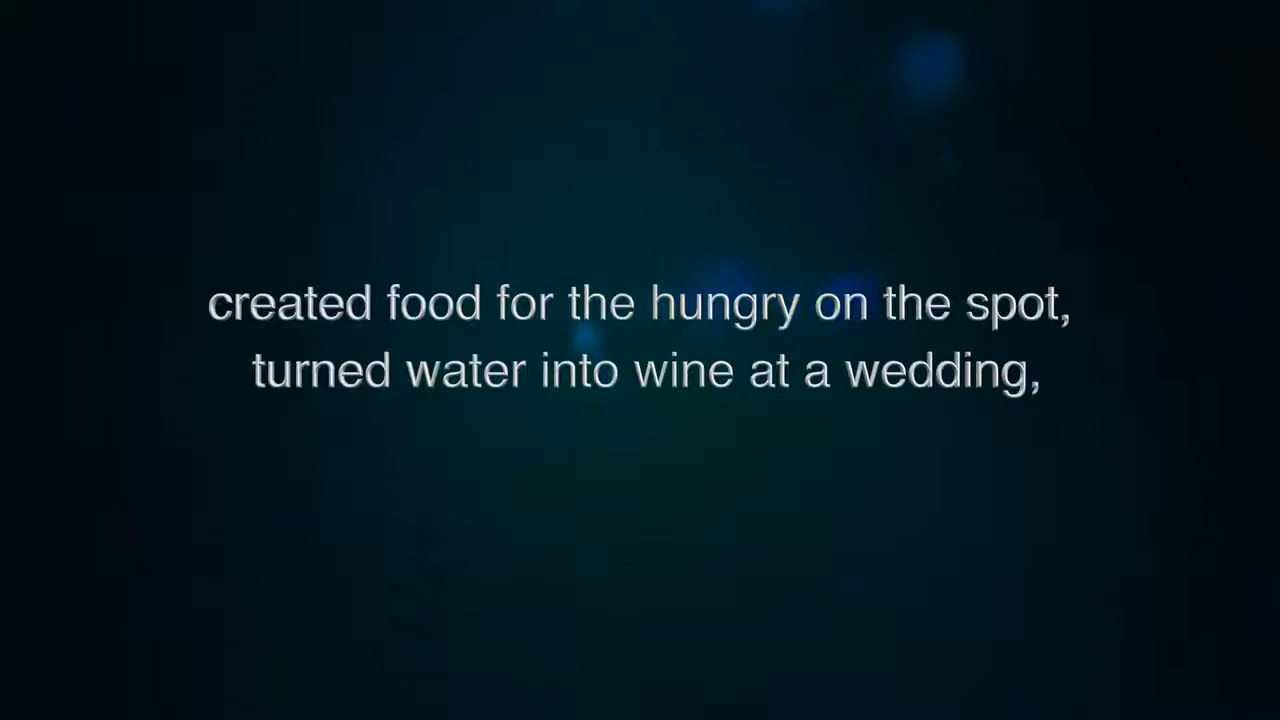 created food for the hungry on the spot,
turned water into wine at a wedding,